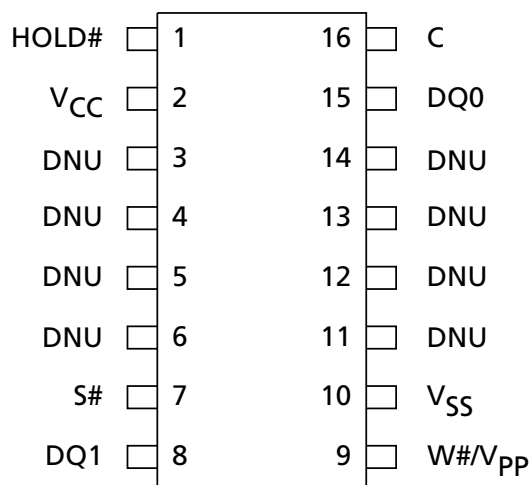 HOLD# 1 16 C
VCC 2 15 DQ0
DNU 3 14 DNU
DNU 4 13 DNU
DNU 5 12 DNU
DNU 6 11 DNU
S# 7 10 VSS
DQ1 8 9 W#/VPP